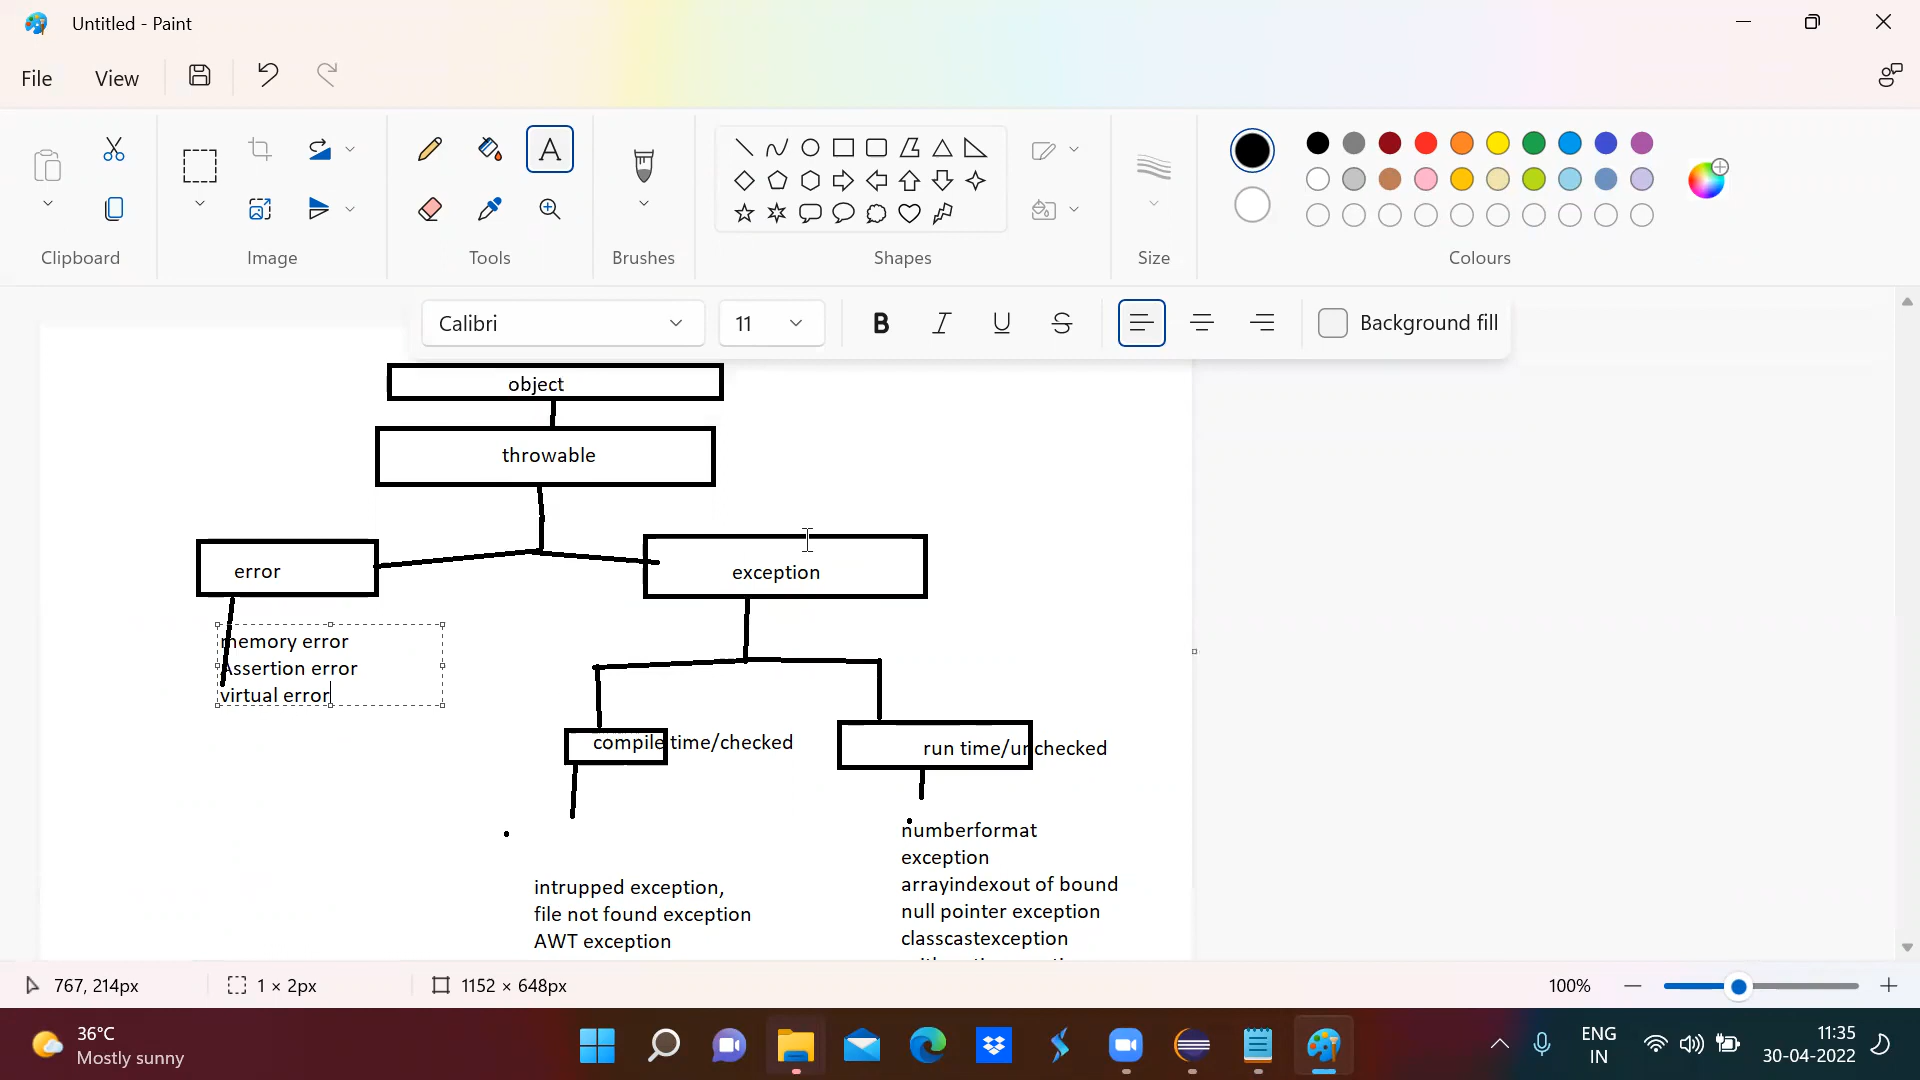 Untitled - Paint
File View
Clipboard
Image
Tools
Brushes
Shapes
Size
Colours
Calibri
11
B I U S
Background fill
object
throwable
error
exception
memory error
Assertion error
virtual error
compile time/checked
run time/unchecked
numberformat
exception
arrayindexout of bound
null pointer exception
classcastexception
intrupped exception,
file not found exception
AWT exception
767, 214px
1 × 2px
1152 × 648px
100%
36°C
Mostly sunny
ENG
IN
11:35
30-04-2022